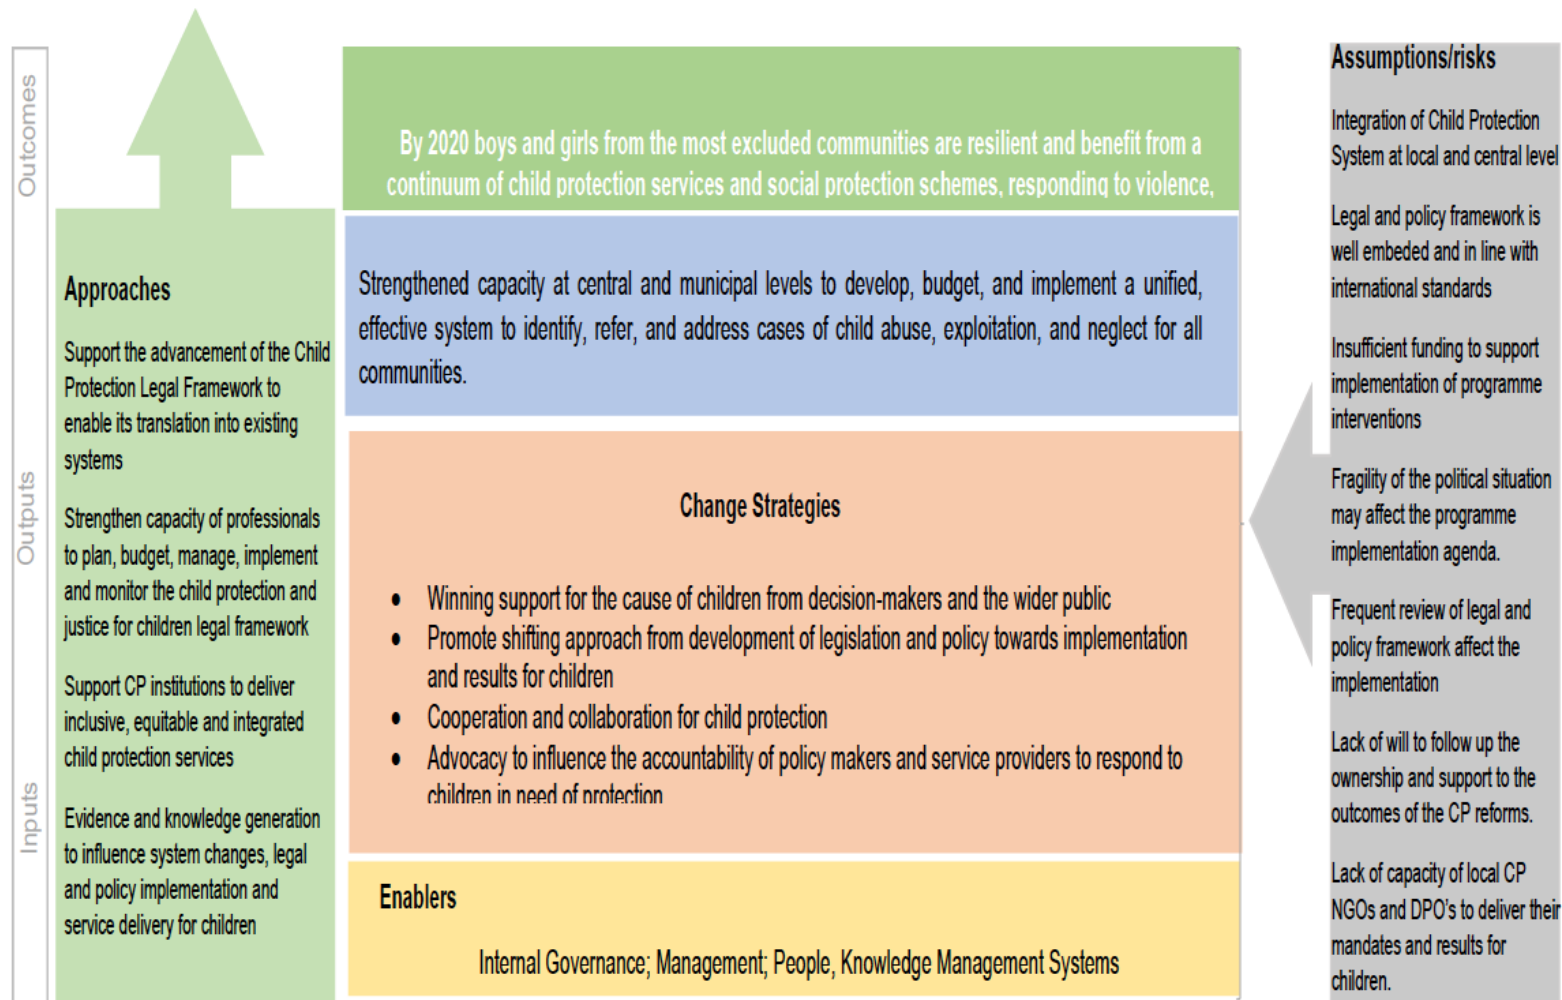 Outcomes
Outputs
Inputs
Approaches
Support the advancement of the Child
Protection Legal Framework to
enable its translation into existing
systems
Strengthen capacity of professionals
to plan, budget, manage, implement
and monitor the child protection and
justice for children legal framework
Support CP institutions to deliver
inclusive, equitable and integrated
child protection services
Evidence and knowledge generation
to influence system changes, legal
and policy implementation and
service delivery for children
By 2020 boys and girls from the most excluded communities are resilient and benefit from a
continuum of child protection services and social protection schemes, responding to violence,
Strengthened capacity at central and municipal levels to develop, budget, and implement a unified,
effective system to identify, refer, and address cases of child abuse, exploitation, and neglect for all
communities.
Change Strategies
• Winning support for the cause of children from decision-makers and the wider public
• Promote shifting approach from development of legislation and policy towards implementation
and results for children
• Cooperation and collaboration for child protection
• Advocacy to influence the accountability of policy makers and service providers to respond to
children in need of protection
Enablers
Internal Governance; Management; People, Knowledge Management Systems
Assumptions/risks
Integration of Child Protection
System at local and central level
Legal and policy framework is
well embeded and in line with
international standards
Insufficient funding to support
implementation of programme
interventions
Fragility of the political situation
may affect the programme
implementation agenda.
Frequent review of legal and
policy framework affect the
implementation
Lack of will to follow up the
ownership and support to the
outcomes of the CP reforms.
Lack of capacity of local CP
NGOs and DPO's to deliver their
mandates and results for
children.